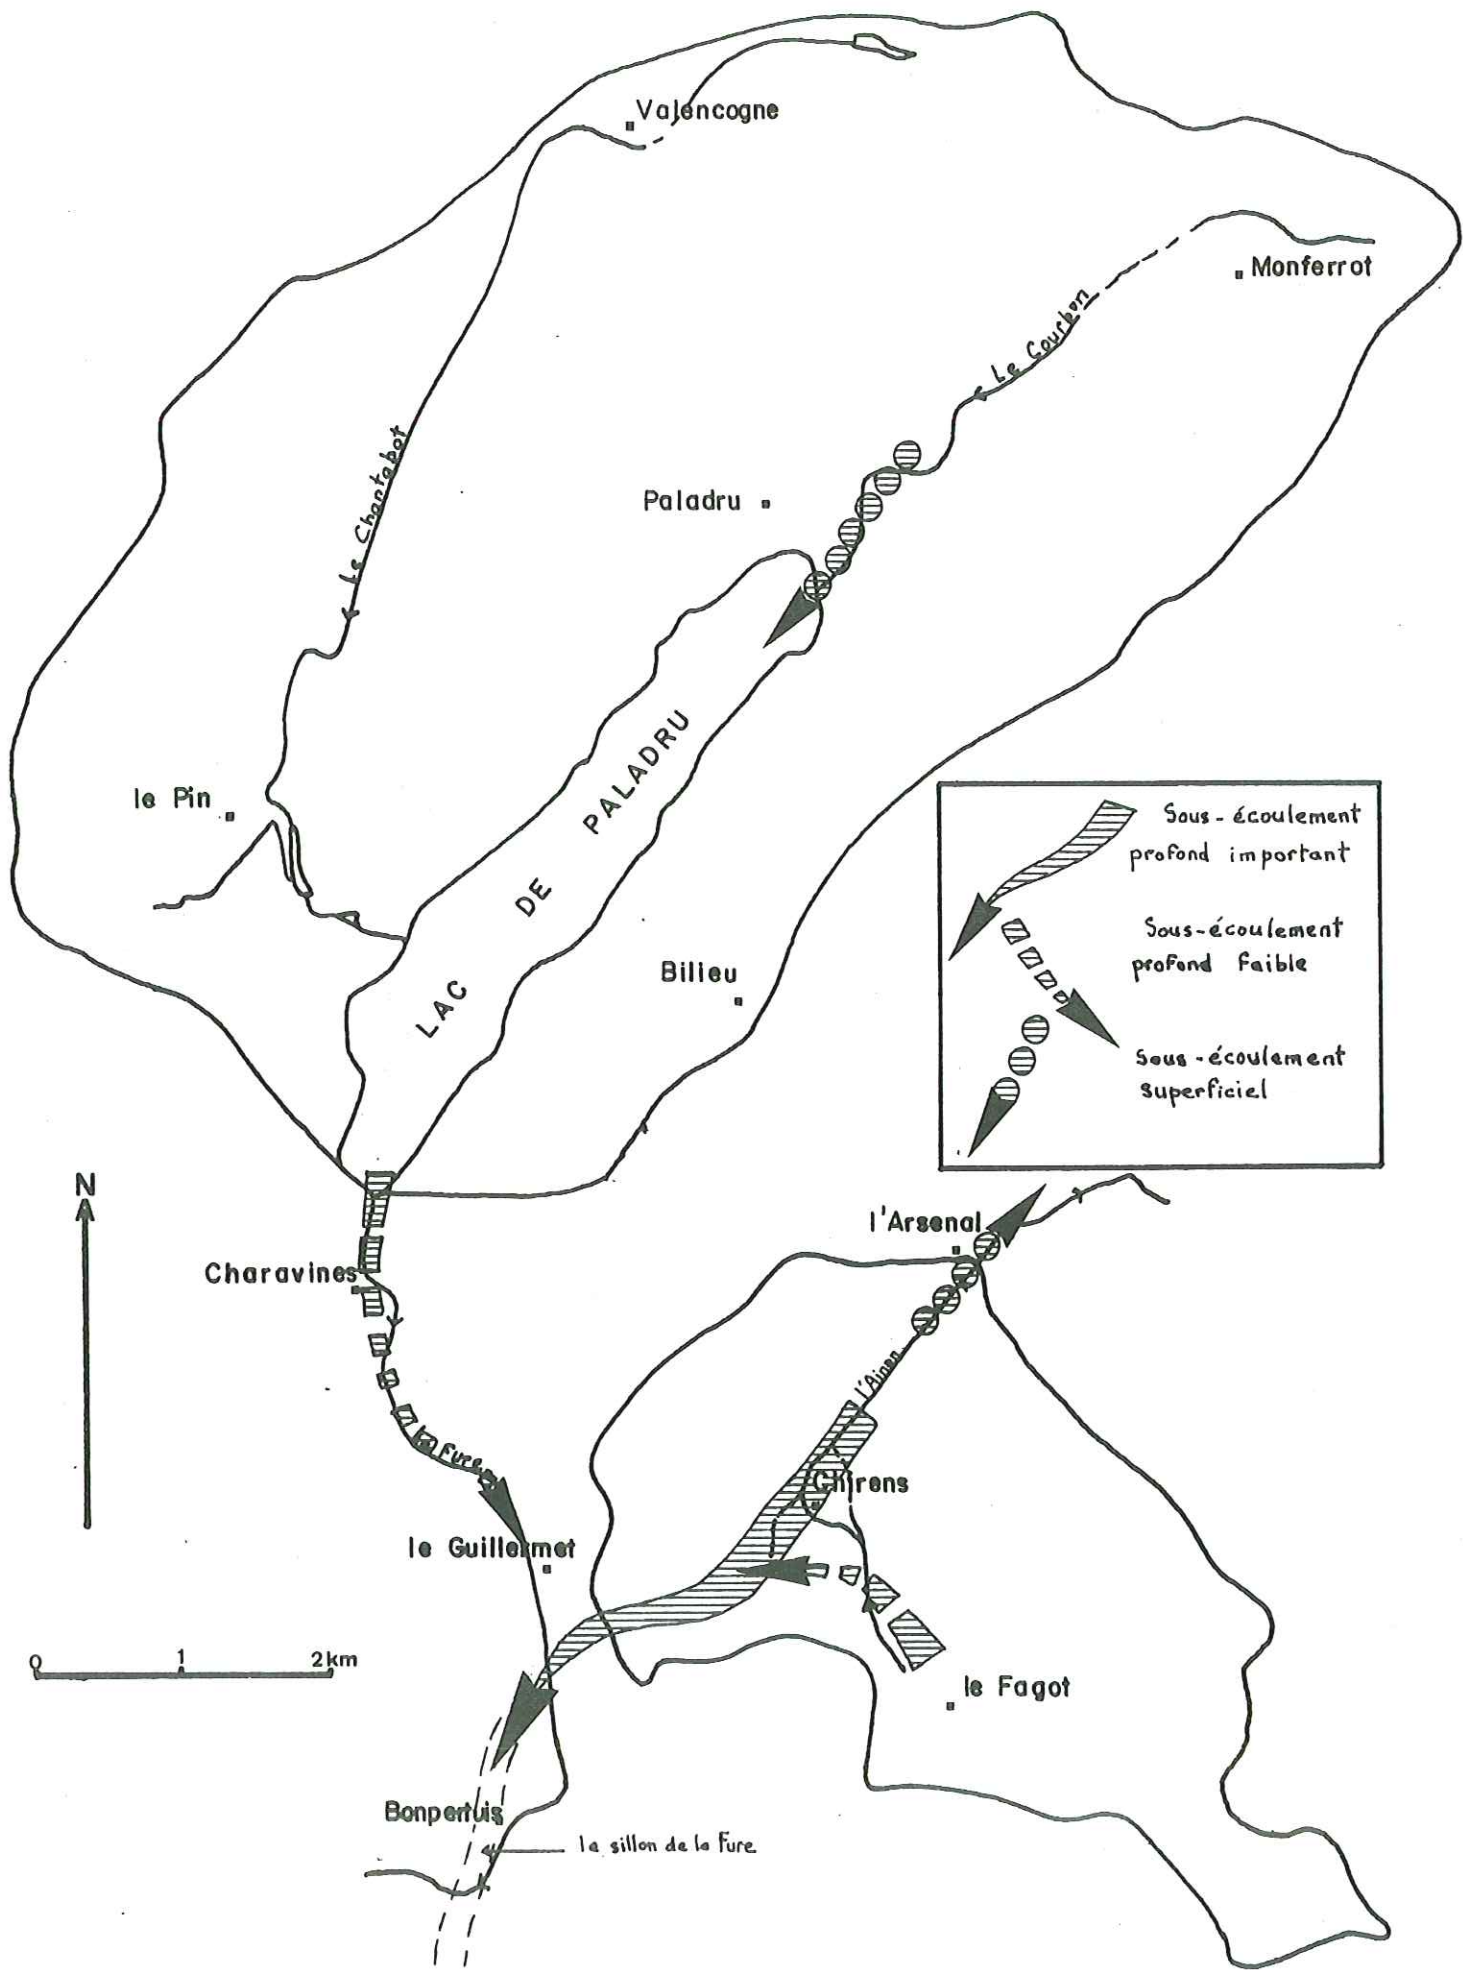 Valencogne
Monferrot
Le Courbon
Le Chantabot
Paladru
LAC DE PALADRU
le Pin
Bilieu
Sous-écoulement
profond important
Sous-écoulement
profond faible
Sous-écoulement
superficiel
N
l'Arsenal
Charavines
l'Ainan
La Fure
Chirens
le Guillermet
0 1 2km
le Fagot
Bonpertuis
le sillon de la Fure